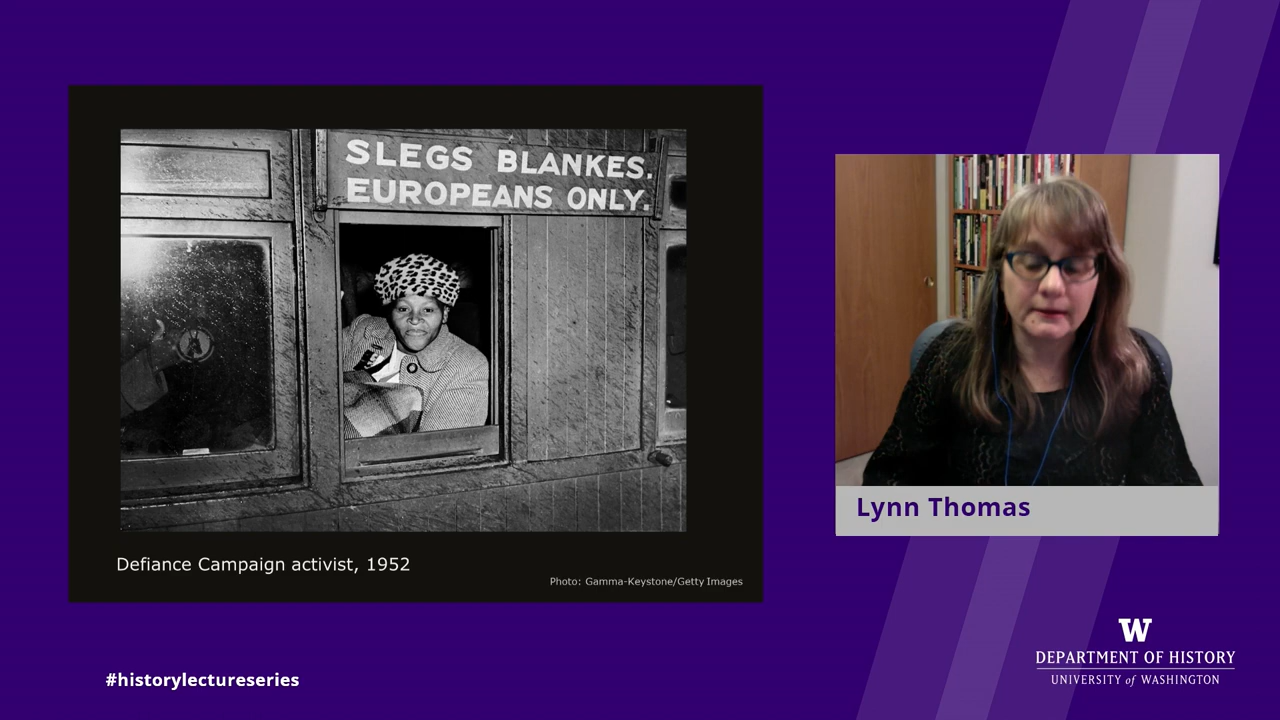 SLEGS BLANKES.
EUROPEANS ONLY.
Defiance Campaign activist, 1952
Photo: Gamma-Keystone/Getty Images
Lynn Thomas
#historylectureseries
W
DEPARTMENT OF HISTORY
UNIVERSITY of WASHINGTON